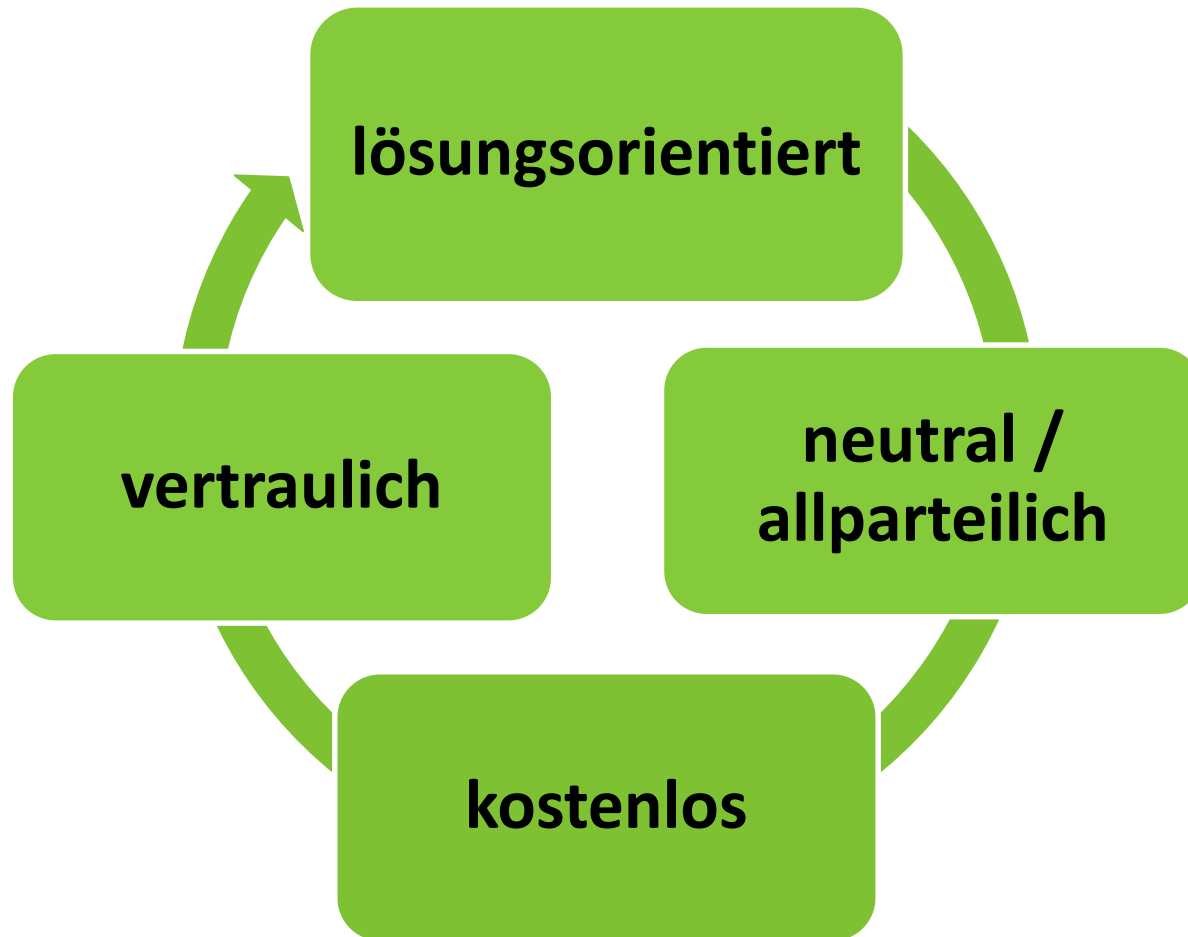 lösungsorientiert
neutral /
allparteilich
kostenlos
vertraulich